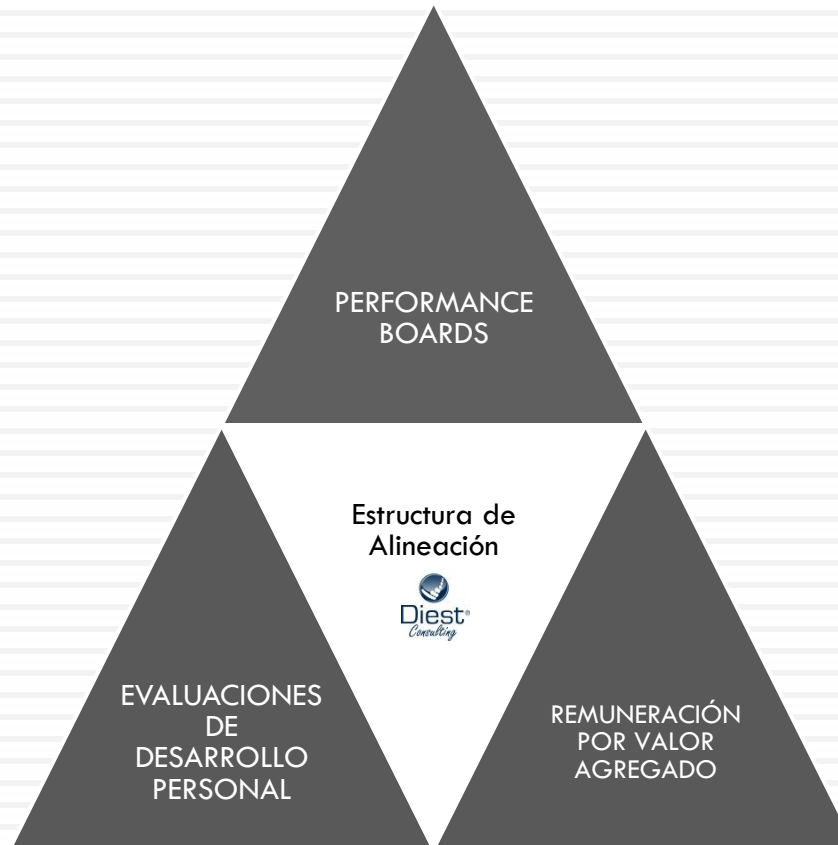 PERFORMANCE
BOARDS
Estructura de
Alineación
Diest®
Consulting
EVALUACIONES
DE
DESARROLLO
PERSONAL
REMUNERACIÓN
POR VALOR
AGREGADO